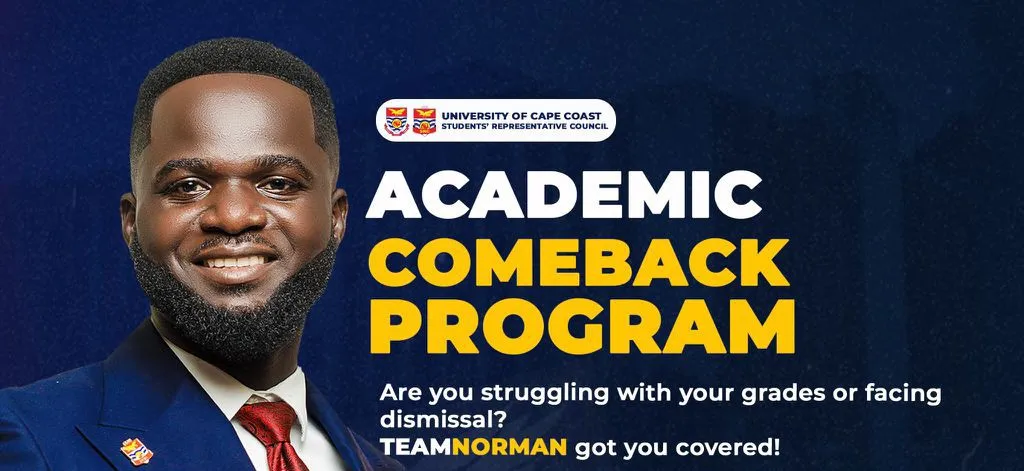 UNIVERSITY OF CAPE COAST
STUDENTS' REPRESENTATIVE COUNCIL
ACADEMIC
COMEBACK
PROGRAM
Are you struggling with your grades or facing
dismissal?
TEAMNORMAN got you covered!